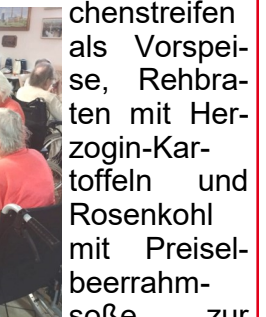 chenstreifen
als Vorspei-
se, Rehbra-
ten mit Her-
zogin-Kar-
toffeln und
Rosenkohl
mit Preisel-
beerrahm-
soße zur